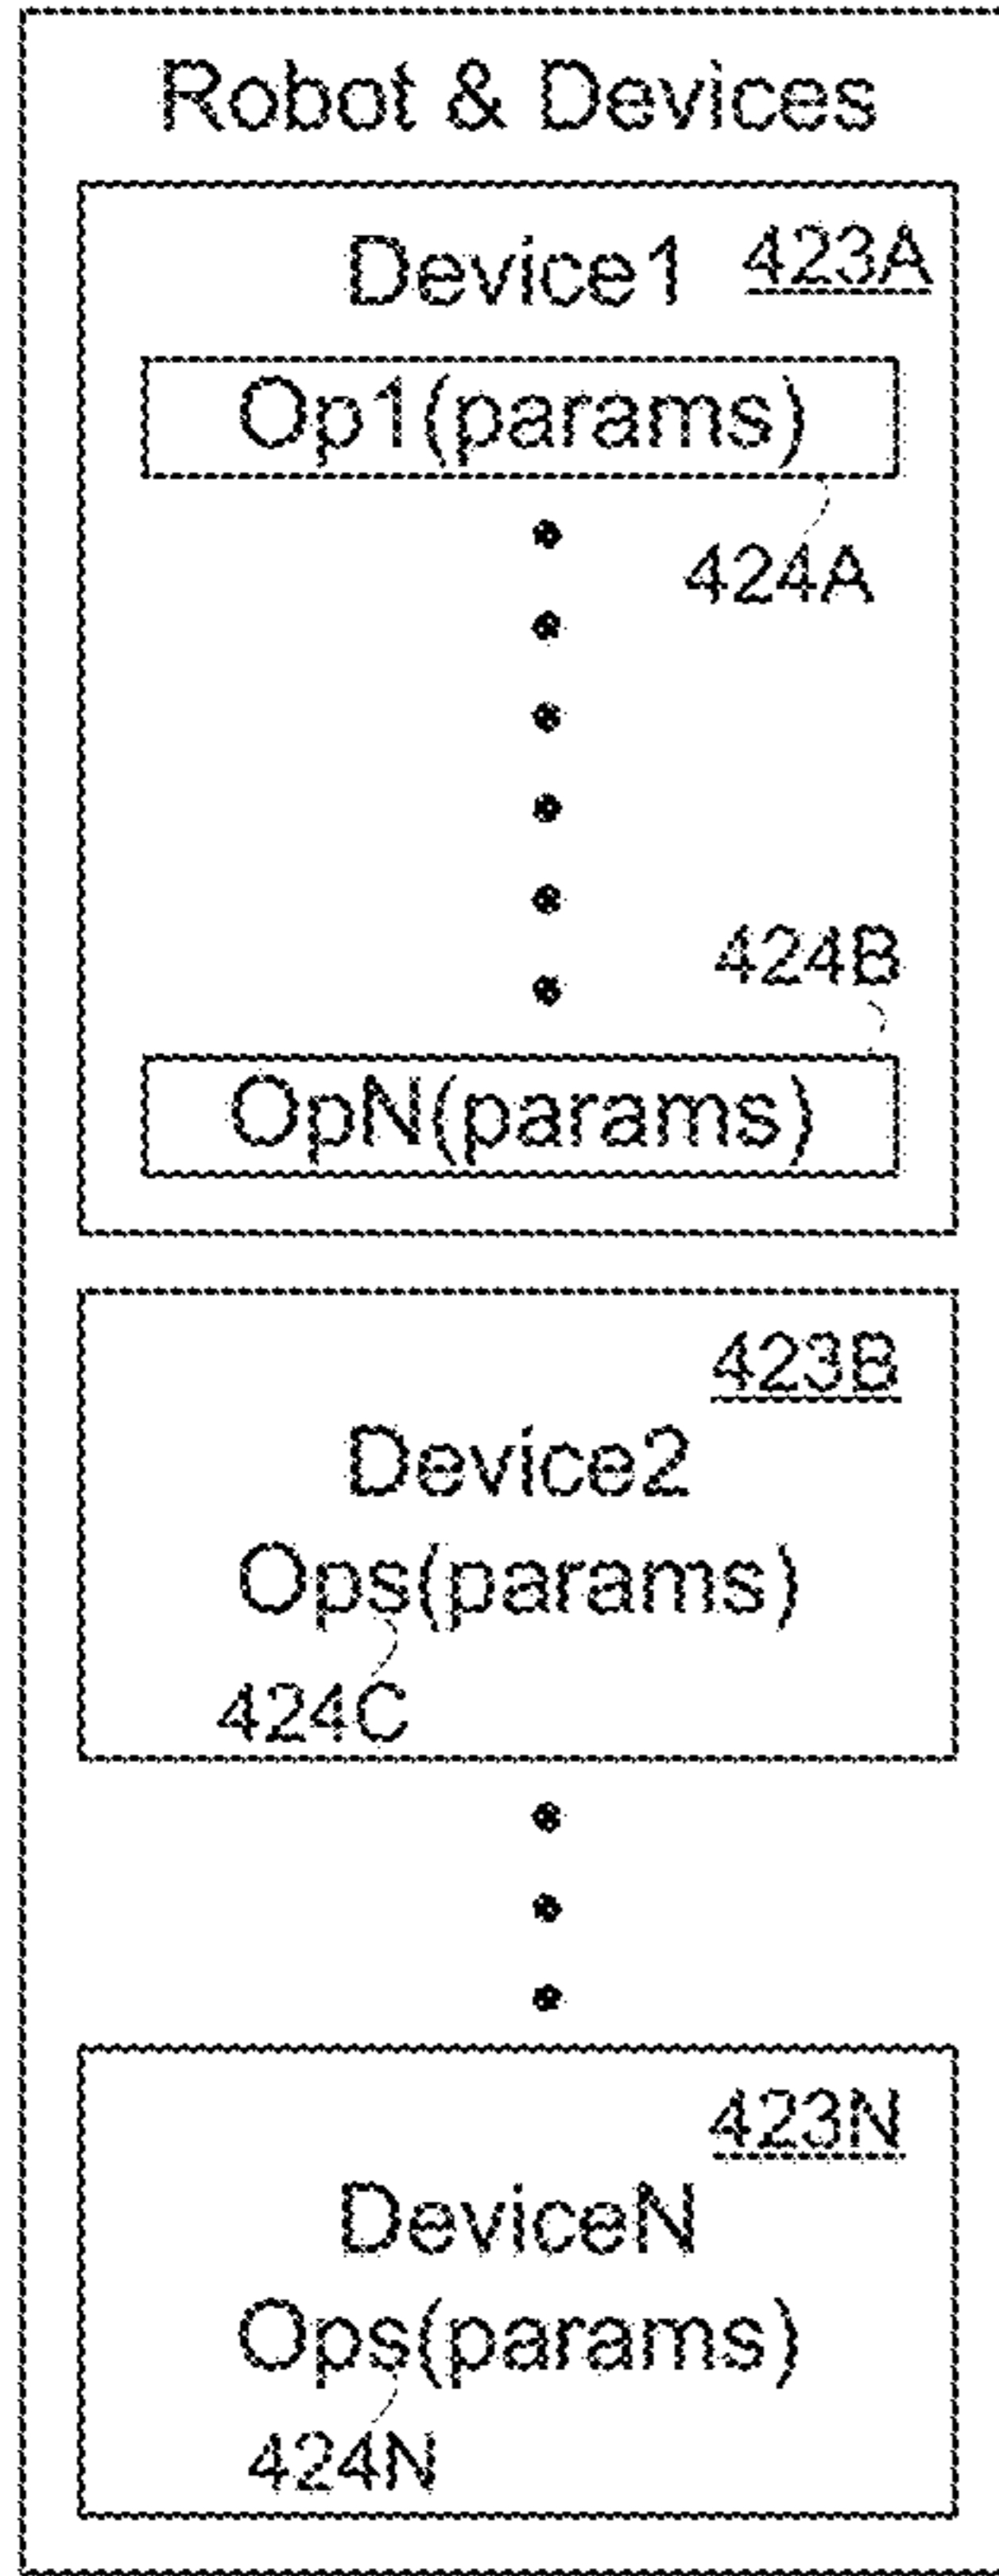 Robot & Devices
Device1 423A
Op1(params)
424A
424B
OpN(params)
423B
Device2
Ops(params)
424C
423N
DeviceN
Ops(params)
424N